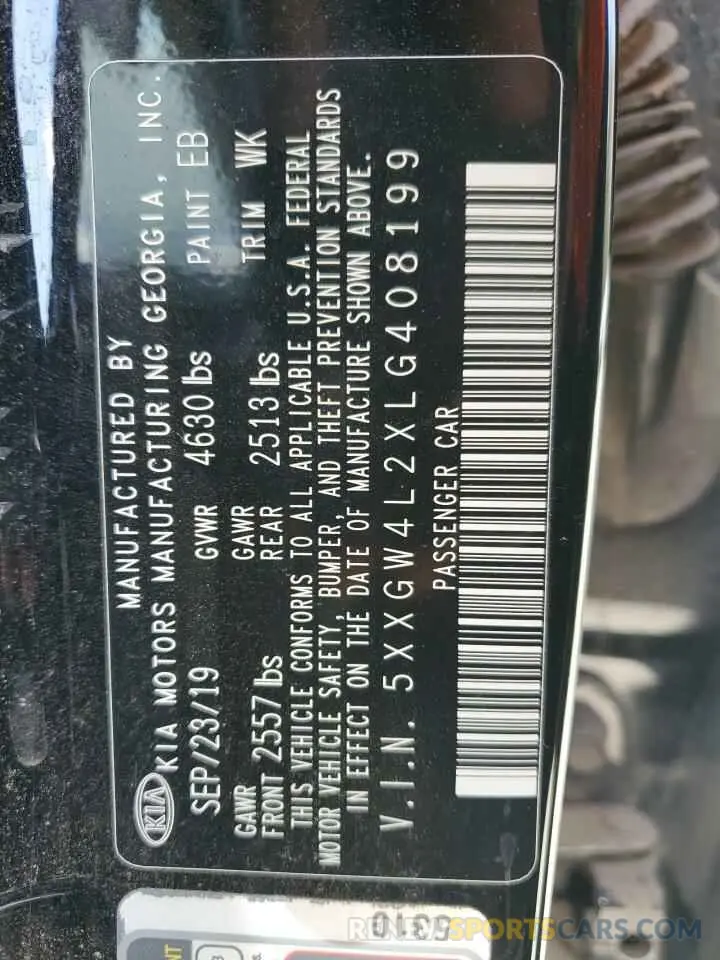 MANUFACTURED BY
KIA KIA MOTORS MANUFACTURING GEORGIA, INC.
SEP/23/19 GVWR 4630 lbs PAINT EB
GAWR FRONT 2557 lbs GAWR REAR 2513 lbs TRIM WK
THIS VEHICLE CONFORMS TO ALL APPLICABLE U.S.A. FEDERAL
MOTOR VEHICLE SAFETY, BUMPER, AND THEFT PREVENTION STANDARDS
IN EFFECT ON THE DATE OF MANUFACTURE SHOWN ABOVE.
V.I.N. 5XXGW4L2XLG408199
PASSENGER CAR
5310
REVIEWSPORTSCARS.COM